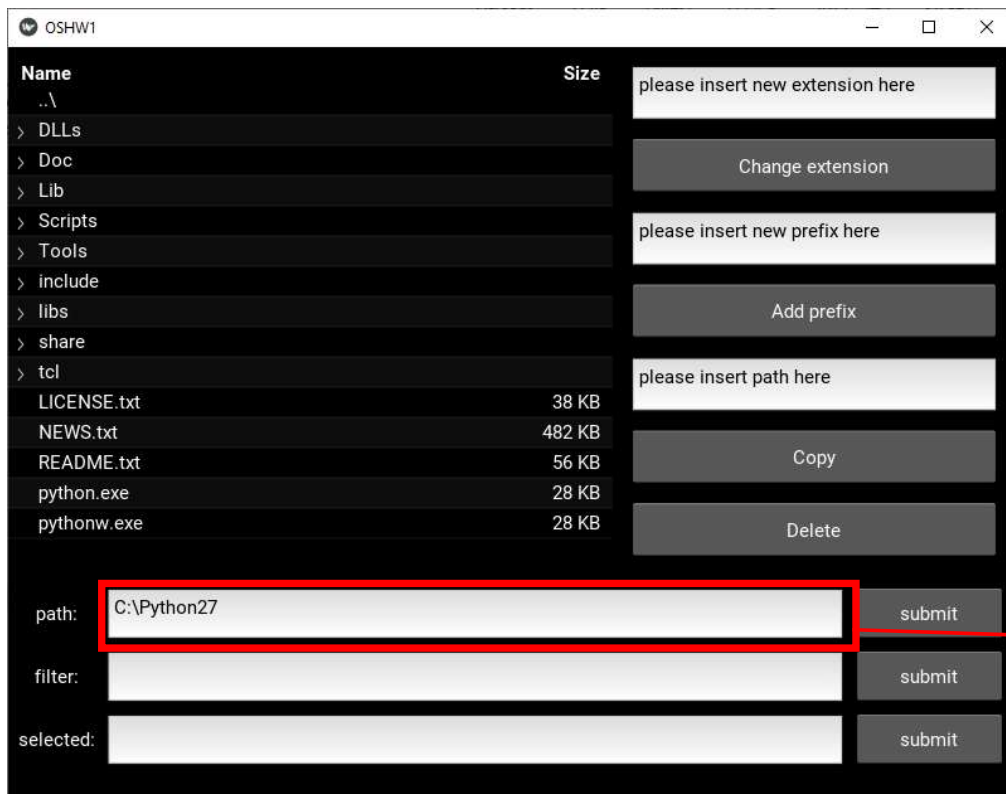 OSHW1
Name Size
..\
DLLs
Doc
Lib
Scripts
Tools
include
libs
share
tcl
LICENSE.txt 38 KB
NEWS.txt 482 KB
README.txt 56 KB
python.exe 28 KB
pythonw.exe 28 KB
please insert new extension here
Change extension
please insert new prefix here
Add prefix
please insert path here
Copy
Delete
path: C:\Python27 submit
filter: submit
selected: submit